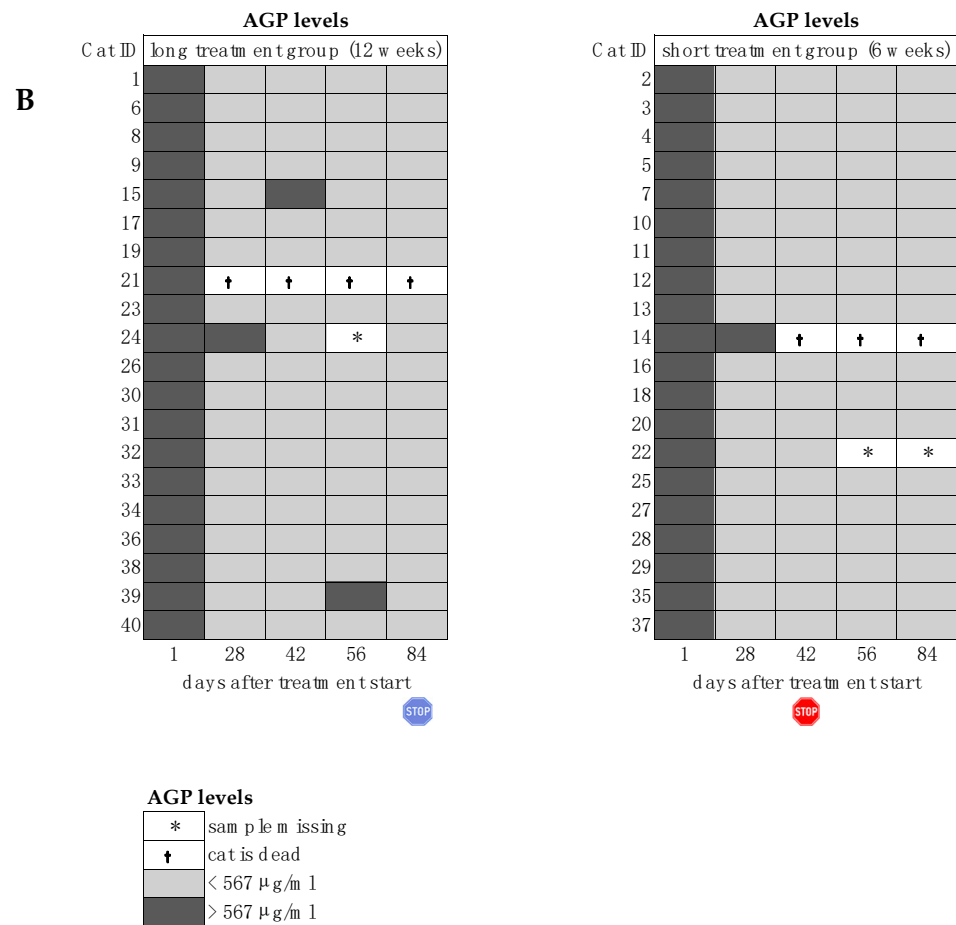 AGP levels
Cat ID long treatment group (12 weeks)
B
1
6
8
9
15
17
19
21 † † † †
23
24 *
26
30
31
32
33
34
36
38
39
40
1 28 42 56 84
days after treatment start
STOP
AGP levels
Cat ID short treatment group (6 weeks)
2
3
4
5
7
10
11
12
13
14 † † †
16
18
20
22 * *
25
27
28
29
35
37
1 28 42 56 84
days after treatment start
STOP
AGP levels
* sample missing
† cat is dead
< 567 μg/ml
> 567 μg/ml